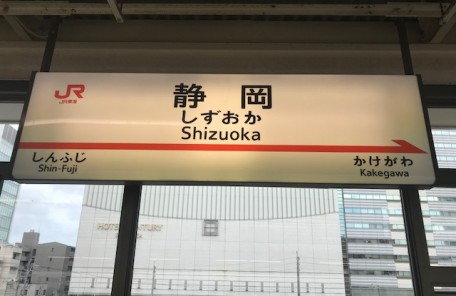 JR
JR東海
静岡
しずおか
Shizuoka
しんふじ
Shin-Fuji
かけがわ
Kakegawa
HOTEL CENTURY